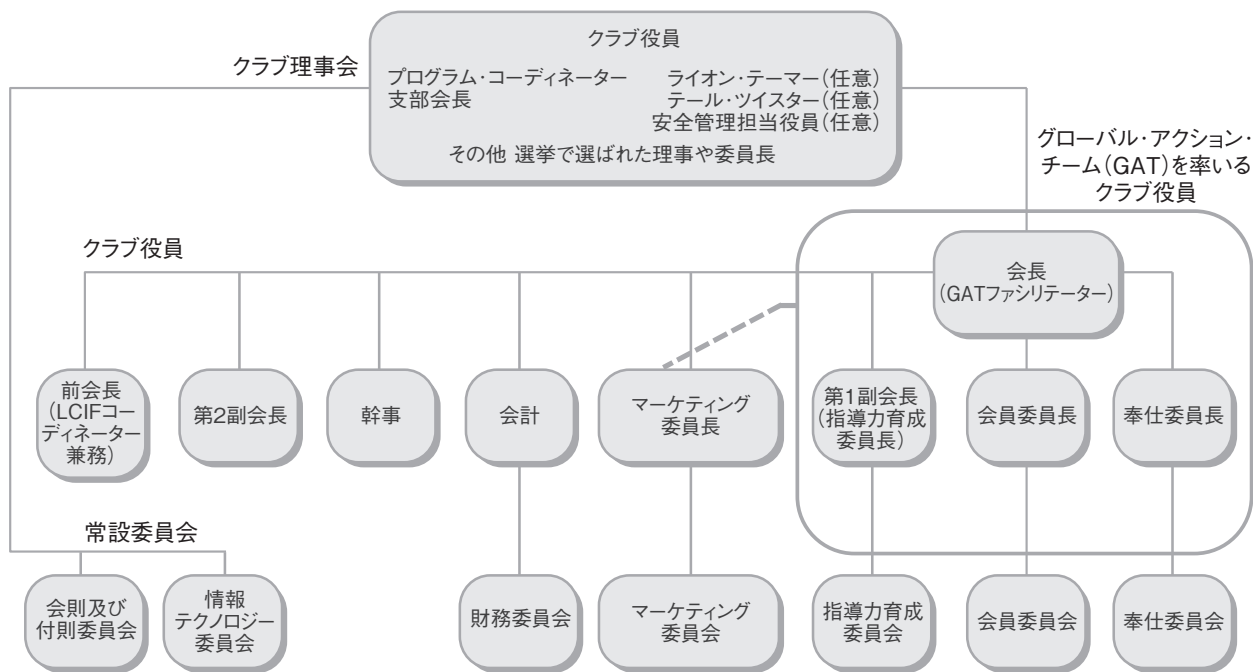 クラブ役員
クラブ理事会
プログラム・コーディネーター
支部会長
ライオン・テーマー(任意)
テール・ツイスター(任意)
安全管理担当役員(任意)
その他 選挙で選ばれた理事や委員長
グローバル・アクション・
チーム(GAT)を率いる
クラブ役員
クラブ役員
会長
(GATファシリテーター)
前会長
(LCIFコー
ディネーター
兼務)
第2副会長
幹事
会計
マーケティング
委員長
第1副会長
(指導力育成
委員長)
会員委員長
奉仕委員長
常設委員会
会則及び
付則委員会
情報
テクノロジー
委員会
財務委員会
マーケティング
委員会
指導力育成
委員会
会員委員会
奉仕委員会